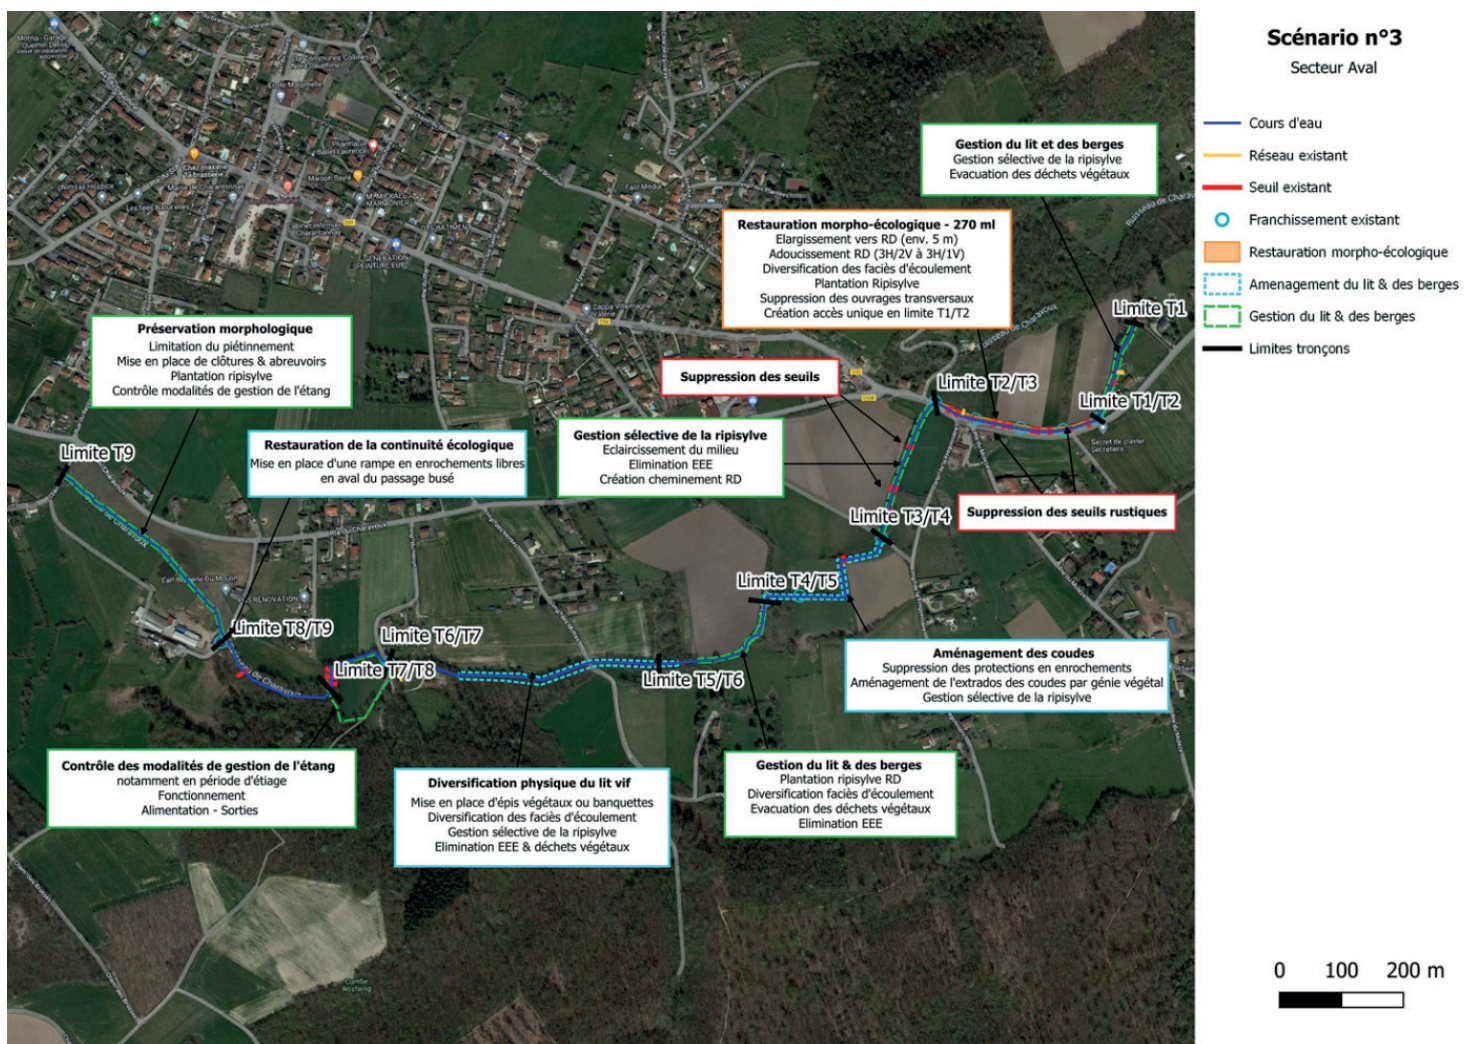 Scénario n°3
Secteur Aval
Cours d'eau
Réseau existant
Seuil existant
Franchissement existant
Restauration morpho-écologique
Amenagement du lit & des berges
Gestion du lit & des berges
Limites tronçons
0 100 200 m
Gestion du lit et des berges
Gestion sélective de la ripisylve
Evacuation des déchets végétaux
Restauration morpho-écologique - 270 ml
Elargissement vers RD (env. 5 m)
Adoucissement RD (3H/2V à 3H/1V)
Diversification des faciès d'écoulement
Plantation Ripisylve
Suppression des ouvrages transversaux
Création accès unique en limite T1/T2
Préservation morphologique
Limitation du piétinnement
Mise en place de clôtures & abreuvoirs
Plantation ripisylve
Contrôle modalités de gestion de l'étang
Suppression des seuils
Restauration de la continuité écologique
Mise en place d'une rampe en enrochements libres
en aval du passage busé
Gestion sélective de la ripisylve
Eclaircissement du milieu
Elimination EEE
Création cheminement RD
Suppression des seuils rustiques
Aménagement des coudes
Suppression des protections en enrochements
Aménagement de l'extrados des coudes par génie végétal
Gestion sélective de la ripisylve
Contrôle des modalités de gestion de l'étang
notamment en période d'étiage
Fonctionnement
Alimentation - Sorties
Diversification physique du lit vif
Mise en place d'épis végétaux ou banquettes
Diversification des faciès d'écoulement
Gestion sélective de la ripisylve
Elimination EEE & déchets végétaux
Gestion du lit & des berges
Plantation ripisylve RD
Diversification faciès d'écoulement
Evacuation des déchets végétaux
Elimination EEE
Limite T1
Limite T1/T2
Limite T2/T3
Limite T3/T4
Limite T4/T5
Limite T5/T6
Limite T6/T7
Limite T7/T8
Limite T8/T9
Limite T9
École Maternelle
Pharmacie
Maison Bayle
Mairie de Charantonnay
Secret de clavier